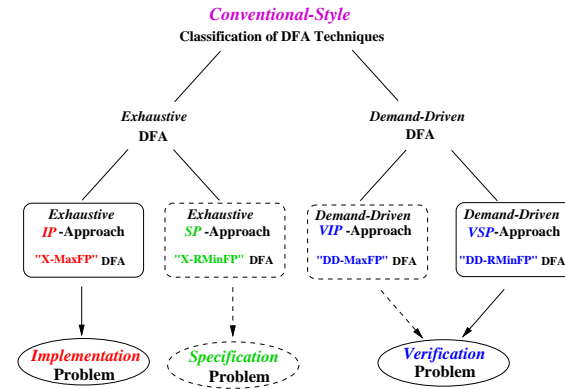 Conventional-Style
Classification of DFA Techniques
Exhaustive
DFA
Demand-Driven
DFA
Exhaustive
IP -Approach
"X-MaxFP" DFA
Exhaustive
SP -Approach
"X-RMinFP" DFA
Demand-Driven
VIP -Approach
"DD-MaxFP" DFA
Demand-Driven
VSP -Approach
"DD-RMinFP" DFA
Implementation
Problem
Specification
Problem
Verification
Problem